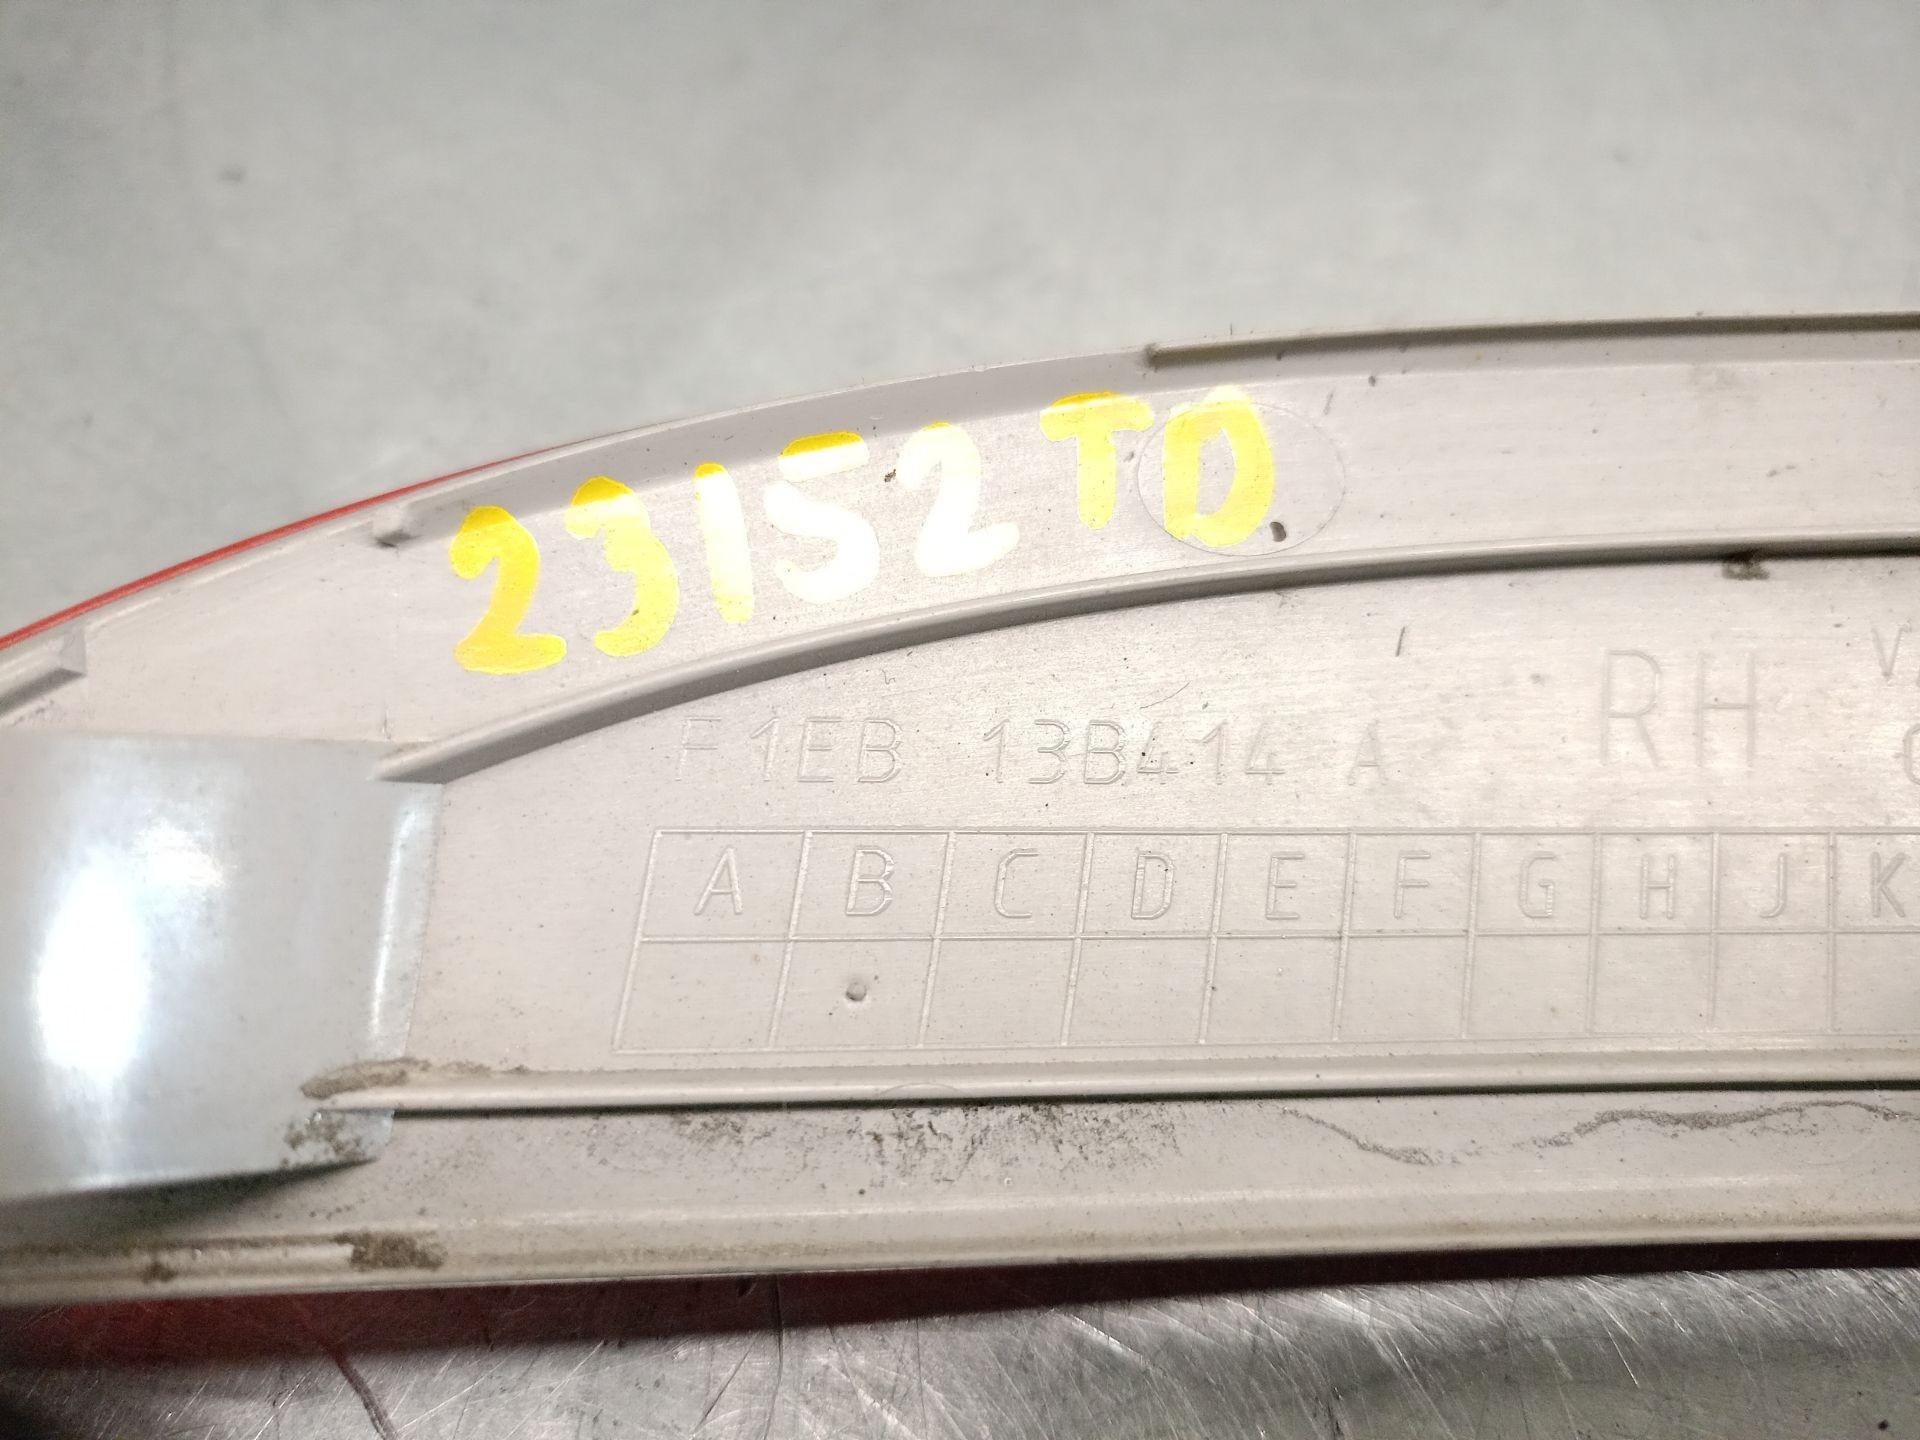 23152 TD
F1EB 13B414 A
RH
A B C D E F G H J K